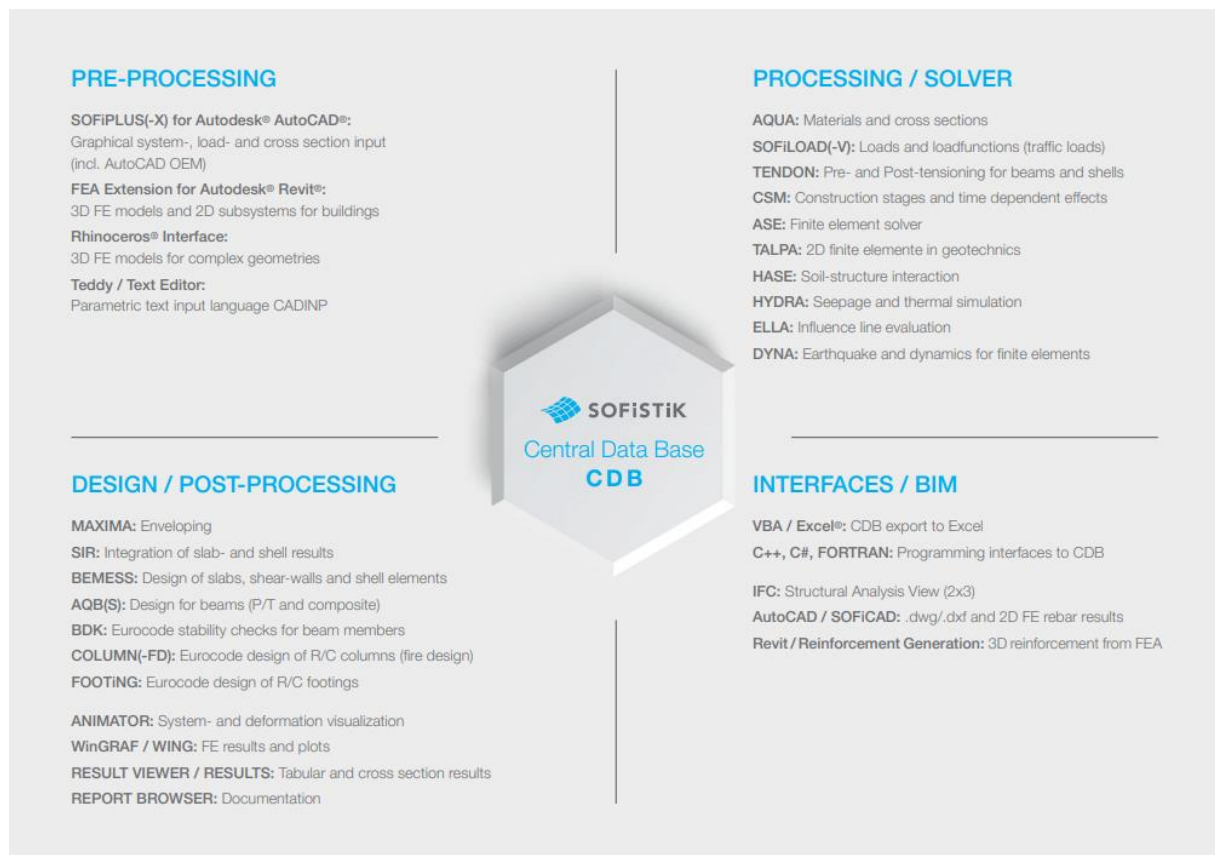 PRE-PROCESSING
SOFiPLUS(-X) for Autodesk® AutoCAD®:
Graphical system-, load- and cross section input
(incl. AutoCAD OEM)
FEA Extension for Autodesk® Revit®:
3D FE models and 2D subsystems for buildings
Rhinoceros® Interface:
3D FE models for complex geometries
Teddy / Text Editor:
Parametric text input language CADINP
PROCESSING / SOLVER
AQUA: Materials and cross sections
SOFiLOAD(-V): Loads and loadfunctions (traffic loads)
TENDON: Pre- and Post-tensioning for beams and shells
CSM: Construction stages and time dependent effects
ASE: Finite element solver
TALPA: 2D finite elemente in geotechnics
HASE: Soil-structure interaction
HYDRA: Seepage and thermal simulation
ELLA: Influence line evaluation
DYNA: Earthquake and dynamics for finite elements
SOFiSTiK
Central Data Base
CDB
DESIGN / POST-PROCESSING
MAXIMA: Enveloping
SIR: Integration of slab- and shell results
BEMESS: Design of slabs, shear-walls and shell elements
AQB(S): Design for beams (P/T and composite)
BDK: Eurocode stability checks for beam members
COLUMN(-FD): Eurocode design of R/C columns (fire design)
FOOTiNG: Eurocode design of R/C footings
ANIMATOR: System- and deformation visualization
WinGRAF / WING: FE results and plots
RESULT VIEWER / RESULTS: Tabular and cross section results
REPORT BROWSER: Documentation
INTERFACES / BIM
VBA / Excel®: CDB export to Excel
C++, C#, FORTRAN: Programming interfaces to CDB
IFC: Structural Analysis View (2x3)
AutoCAD / SOFiCAD: .dwg/.dxf and 2D FE rebar results
Revit / Reinforcement Generation: 3D reinforcement from FEA